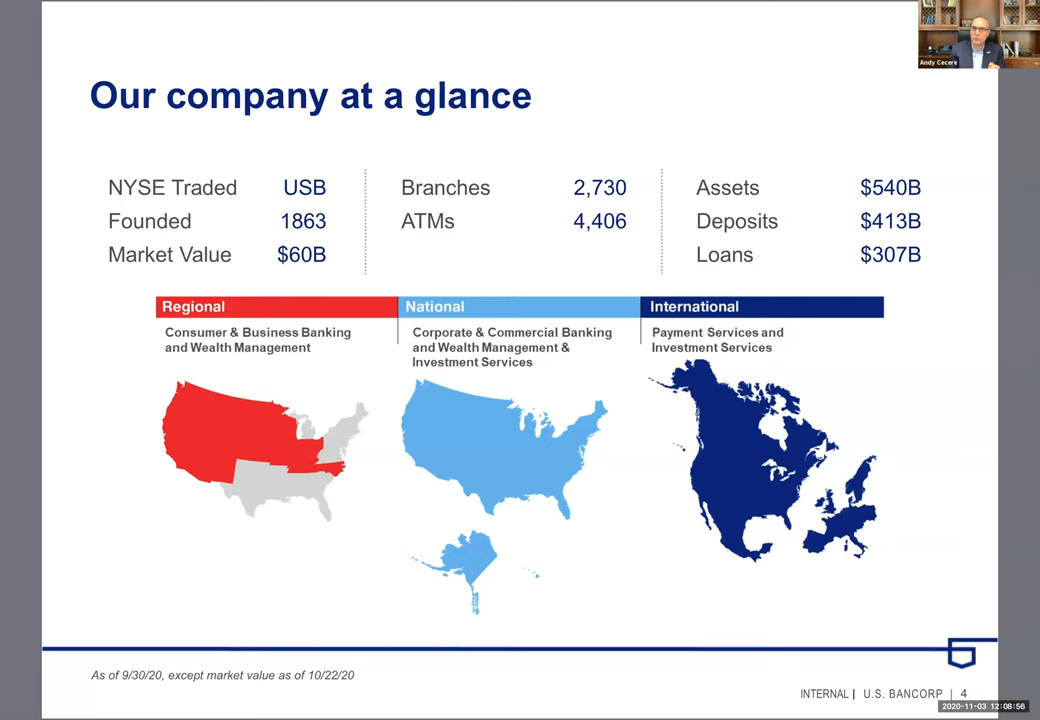 Andy Cecere
Our company at a glance
NYSE Traded USB
Founded 1863
Market Value $60B
Branches 2,730
ATMs 4,406
Assets $540B
Deposits $413B
Loans $307B
Regional
Consumer & Business Banking
and Wealth Management
National
Corporate & Commercial Banking
and Wealth Management &
Investment Services
International
Payment Services and
Investment Services
As of 9/30/20, except market value as of 10/22/20
INTERNAL | U.S. BANCORP | 4
2020-11-03 12:08:56